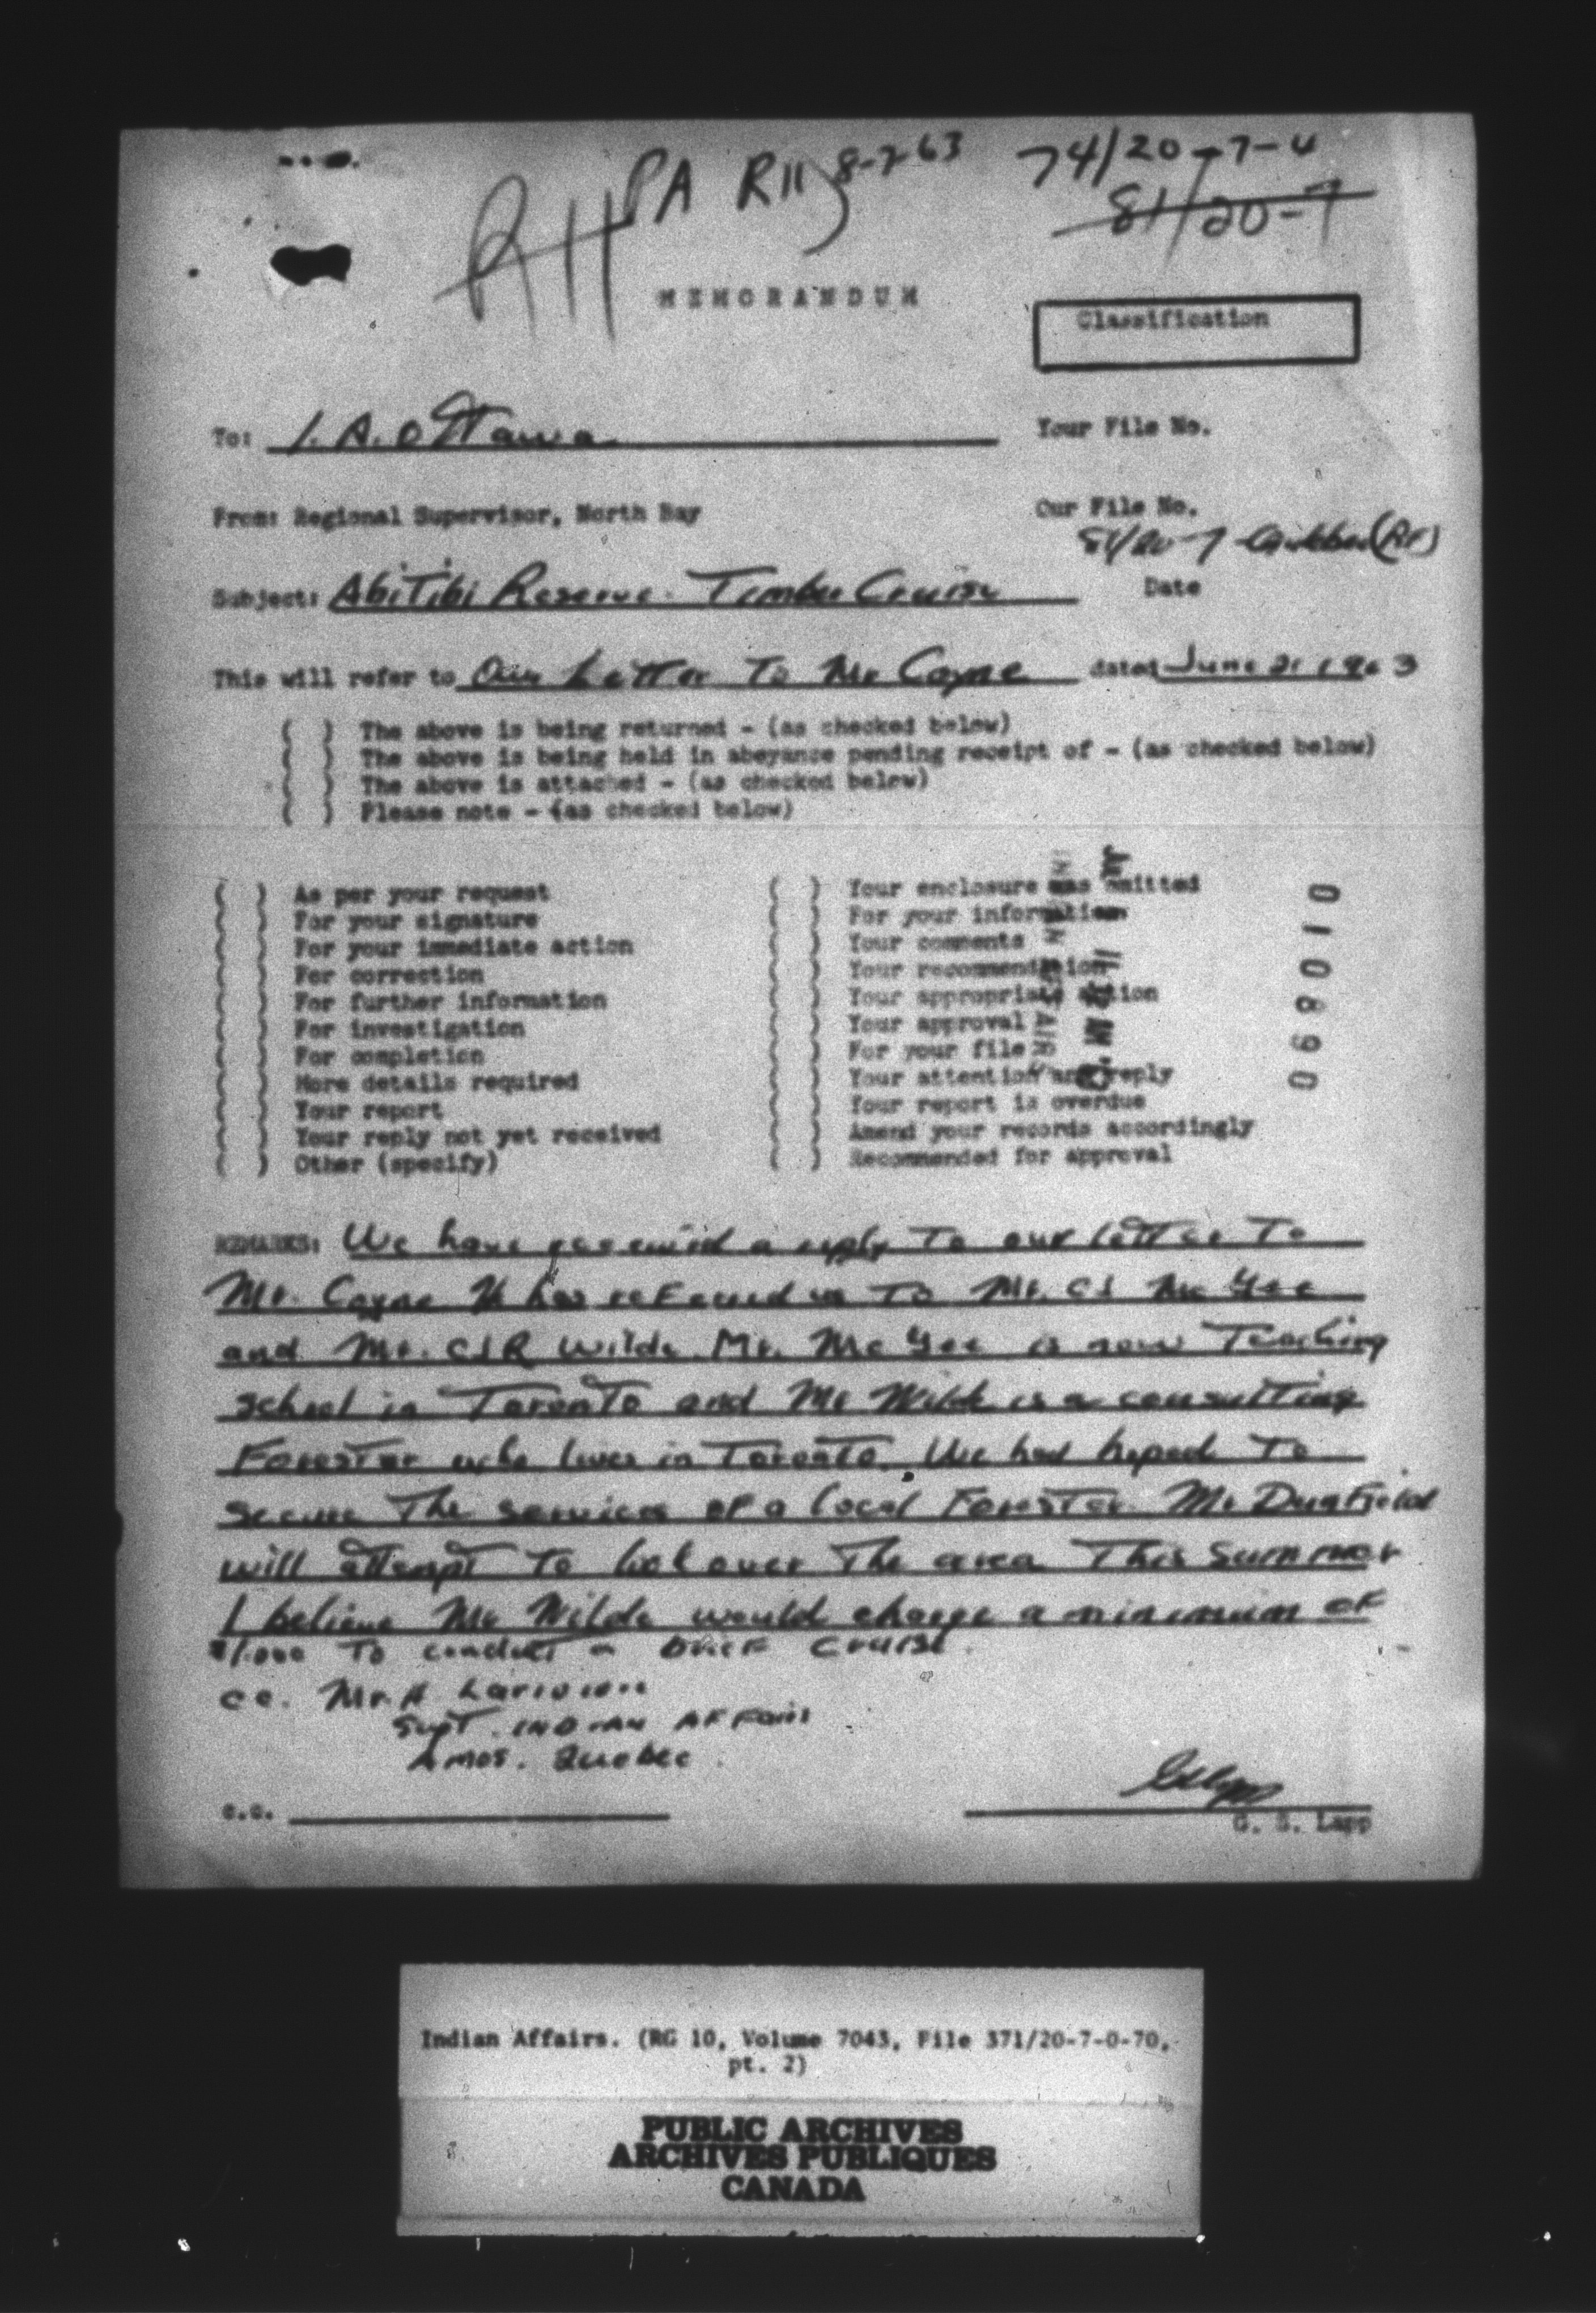 PA RH 8-7-63 74/20-7-4
RH 81/20-7
MEMORANDUM
Classification
To: I. A. Ottawa
Your File No.
From: Regional Supervisor, North Bay
Our File No.
81/20-7
Subject: Abitibi Reserve Timber Cruise
Date
This will refer to Our Letter To Mr Coyne dated June 21 1963
( ) The above is being returned - (as checked below)
( ) The above is being held in abeyance pending receipt of - (as checked below)
( ) The above is attached - (as checked below)
( ) Please note - (as checked below)
( ) As per your request
( ) For your signature
( ) For your immediate action
( ) For correction
( ) For further information
( ) For investigation
( ) For completion
( ) More details required
( ) Your report
( ) Your reply not yet received
( ) Other (specify)
( ) Your enclosure was omitted
( ) For your information
( ) Your comments
( ) Your recommendation
( ) Your appropriate action
( ) Your approval
( ) For your file
( ) Your attention and reply
( ) Your report is overdue
( ) Amend your records accordingly
( ) Recommended for approval
010890
REMARKS: We have received a reply To our letter To
Mr. Coyne He has referred us To Mr. CS McGee
and Mr. CSR Wilde. Mr. McGee is now Teaching
school in Toronto and Mr Wilde is a consulting
Forester who lives in Toronto. We had hoped To
secure The services of a local Forester. Mr Dunfield
will attempt To look over The area This Summer
I believe Mr Wilde would charge a minimum of
$1,000 To conduct a brief cruise.
cc. Mr. A Lariviere
Supt. INDIAN AFFairs
Amos. Quebec.
c.c.
G. S. Lapp
Indian Affairs. (RG 10, Volume 7043, File 371/20-7-0-70,
pt. 2)
PUBLIC ARCHIVES
ARCHIVES PUBLIQUES
CANADA